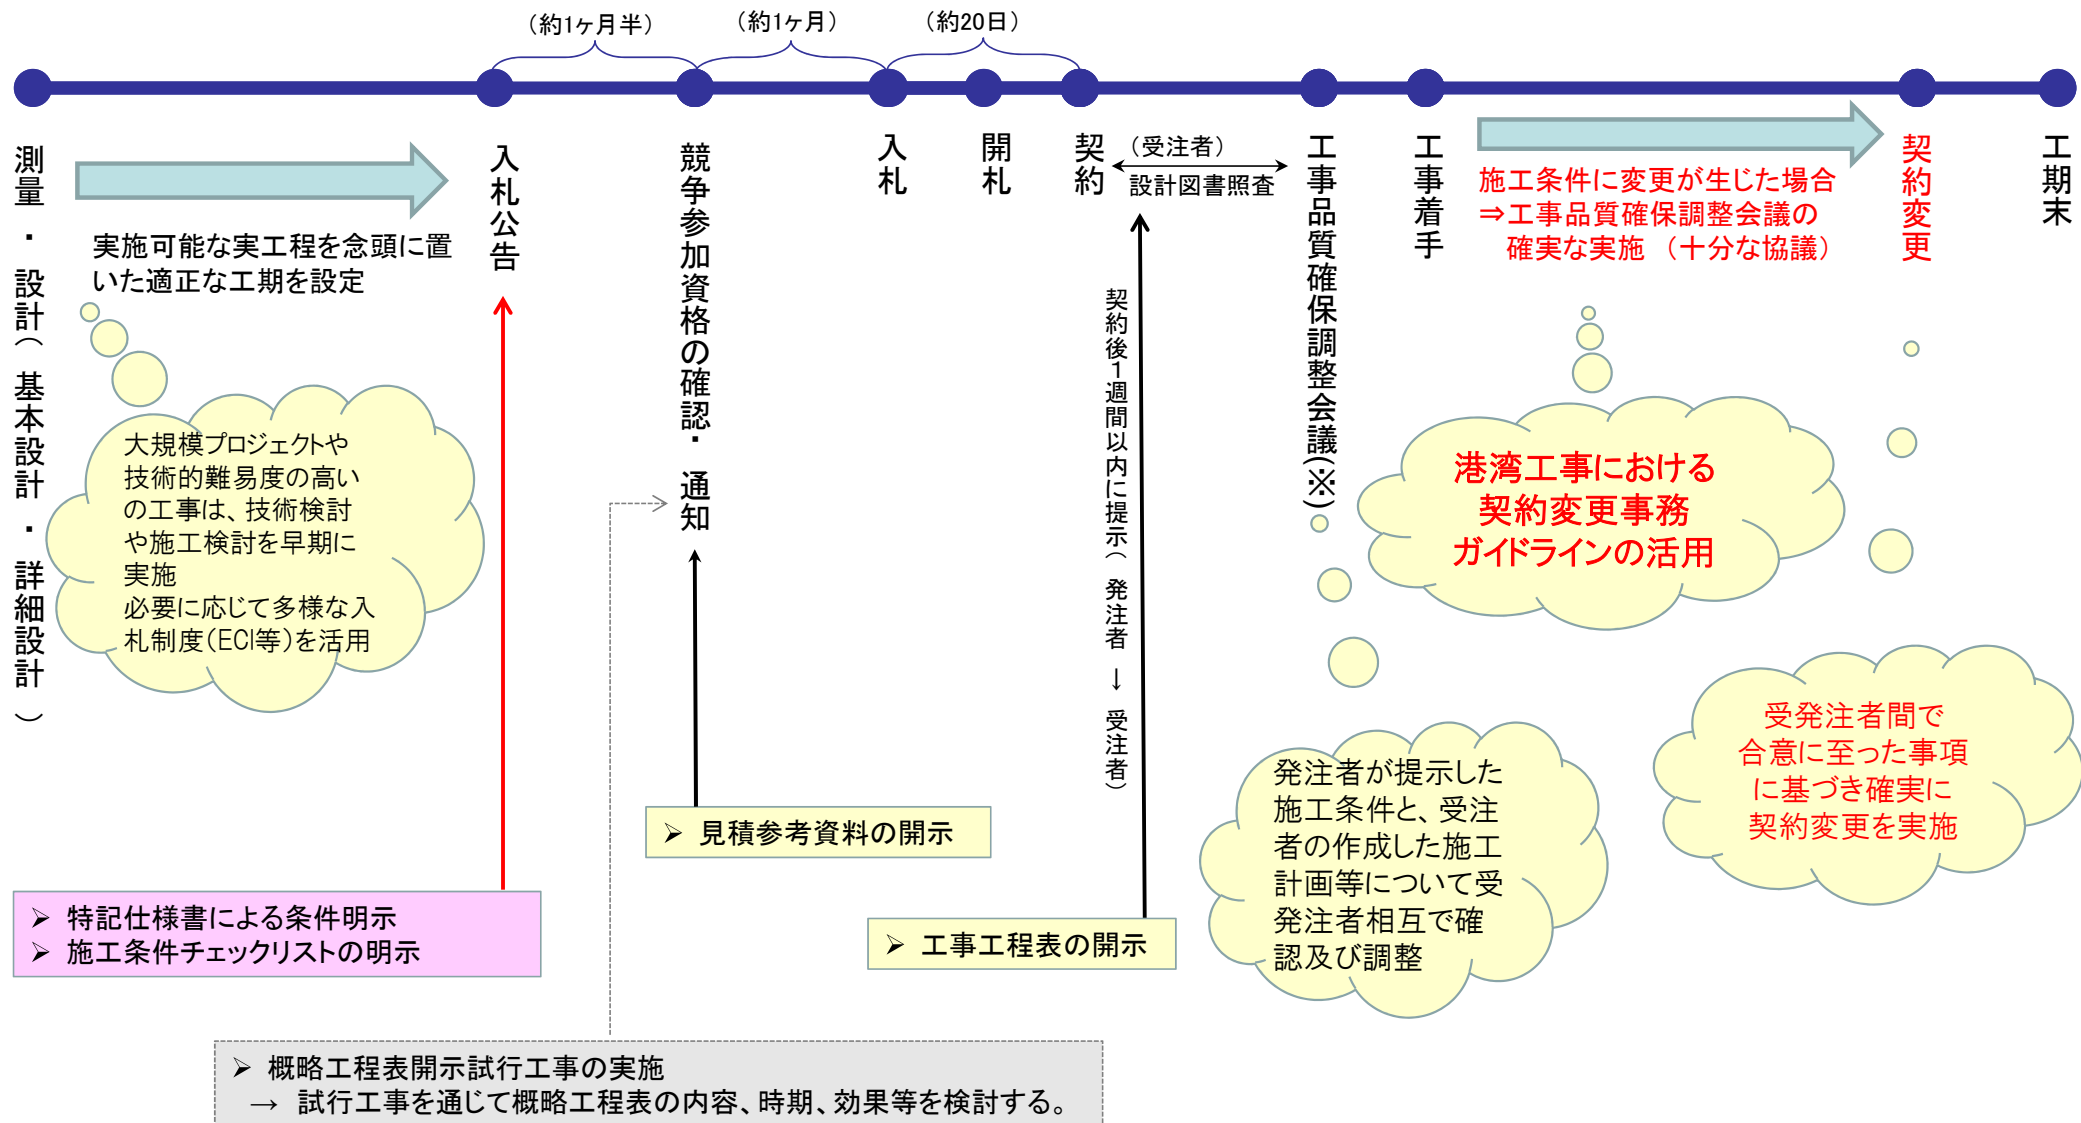 （約1ヶ月半）
（約1ヶ月）
（約20日）
測量・設計（基本設計・詳細設計）
入札公告
競争参加資格の確認・通知
入札
開札
契約
（受注者）
設計図書照査
工事品質確保調整会議(※)
工事着手
契約変更
工期末
実施可能な実工程を念頭に置
いた適正な工期を設定
施工条件に変更が生じた場合
⇒工事品質確保調整会議の
確実な実施 （十分な協議）
契約後１週間以内に提示（発注者 → 受注者）
大規模プロジェクトや
技術的難易度の高い
の工事は、技術検討
や施工検討を早期に
実施
必要に応じて多様な入
札制度（ECI等）を活用
港湾工事における
契約変更事務
ガイドラインの活用
受発注者間で
合意に至った事項
に基づき確実に
契約変更を実施
発注者が提示した
施工条件と、受注
者の作成した施工
計画等について受
発注者相互で確
認及び調整
➢ 見積参考資料の開示
➢ 特記仕様書による条件明示
➢ 施工条件チェックリストの明示
➢ 工事工程表の開示
➢ 概略工程表開示試行工事の実施
→ 試行工事を通じて概略工程表の内容、時期、効果等を検討する。